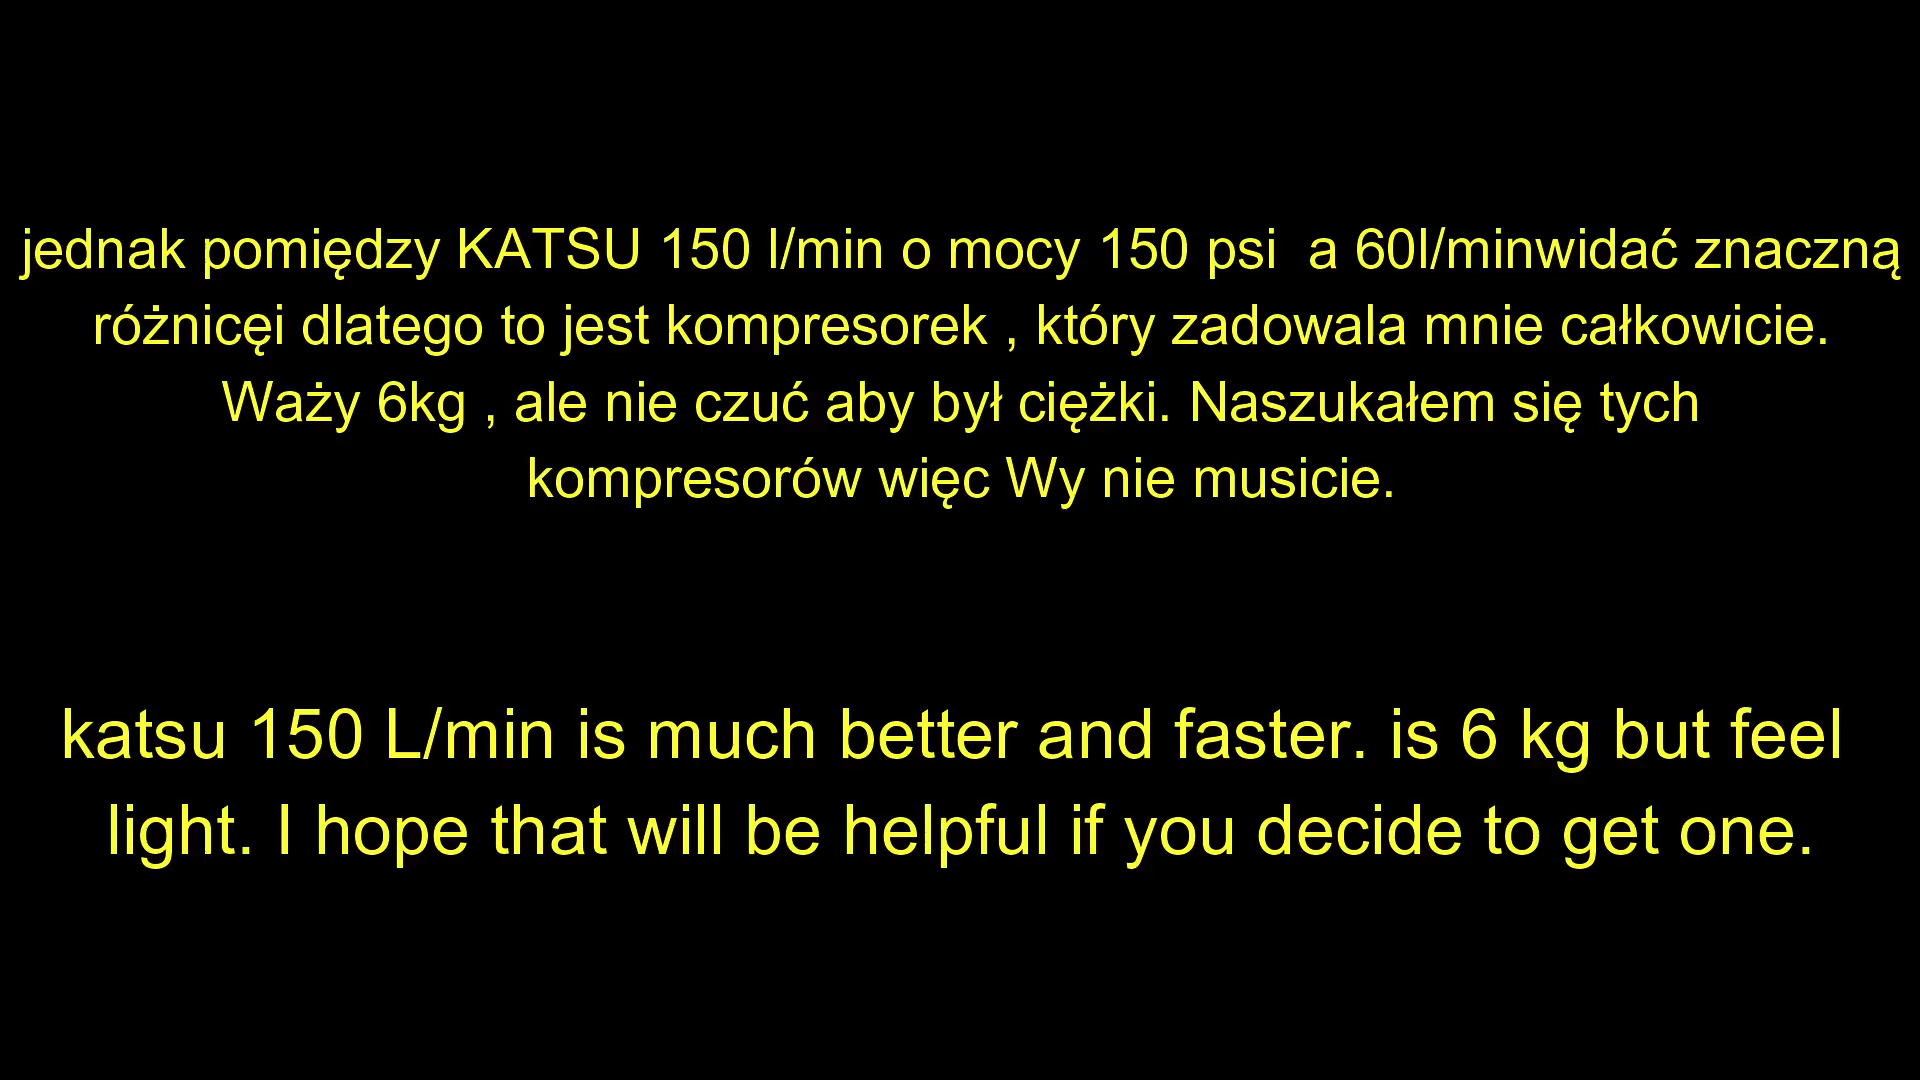 jednak pomiędzy KATSU 150 l/min o mocy 150 psi  a 60l/minwidać znaczną
różnicęi dlatego to jest kompresorek , który zadowala mnie całkowicie.
Waży 6kg , ale nie czuć aby był ciężki. Naszukałem się tych
kompresorów więc Wy nie musicie.
katsu 150 L/min is much better and faster. is 6 kg but feel
light. I hope that will be helpful if you decide to get one.